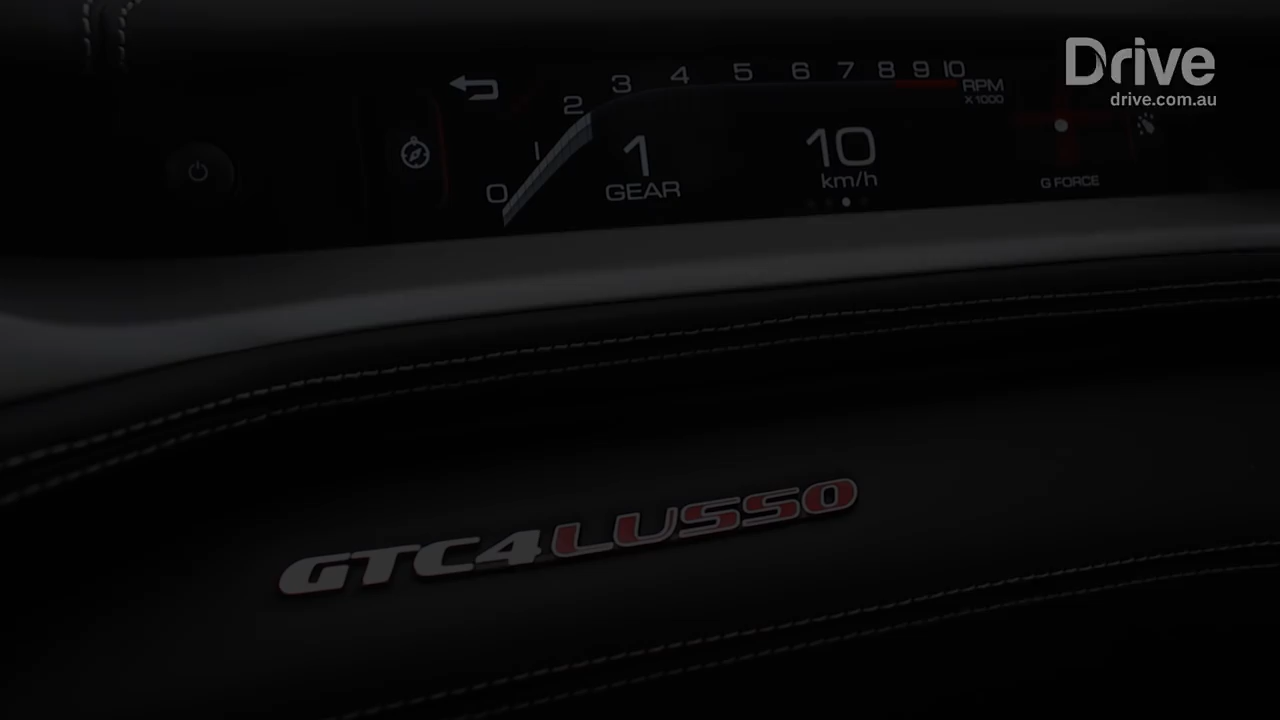 Drive
drive.com.au
0 1 2 3 4 5 6 7 8 9 10
RPM
X1000
1
GEAR
10
km/h
G FORCE
GTC4LUSSO